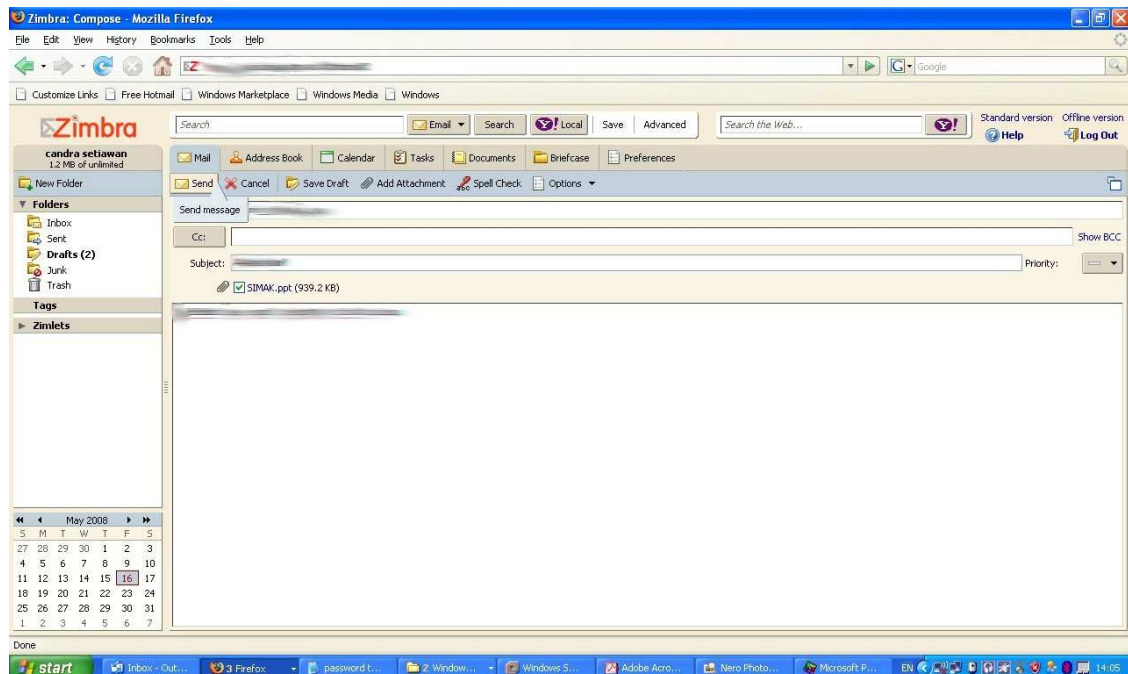 Zimbra: Compose - Mozilla Firefox
File Edit View History Bookmarks Tools Help
Z
G Google
Customize Links Free Hotmail Windows Marketplace Windows Media Windows
Zimbra
Search Email Search Y! Local Save Advanced Search the Web... Y! Standard version Offline version
Help Log Out
candra setiawan
1.2 MB of unlimited
Mail Address Book Calendar Tasks Documents Briefcase Preferences
New Folder
Send Cancel Save Draft Add Attachment Spell Check Options
Send message
Folders
Inbox
Sent
Drafts (2)
Junk
Trash
Tags
Zimlets
Cc: Show BCC
Subject: Priority:
SIMAK.ppt (939.2 KB)
May 2008
S M T W T F S
27 28 29 30 1 2 3
4 5 6 7 8 9 10
11 12 13 14 15 16 17
18 19 20 21 22 23 24
25 26 27 28 29 30 31
1 2 3 4 5 6 7
Done
start Inbox - Out... 3 Firefox password t... 2 Window... Windows S... Adobe Acro... Nero Photo... Microsoft P... EN 14:05